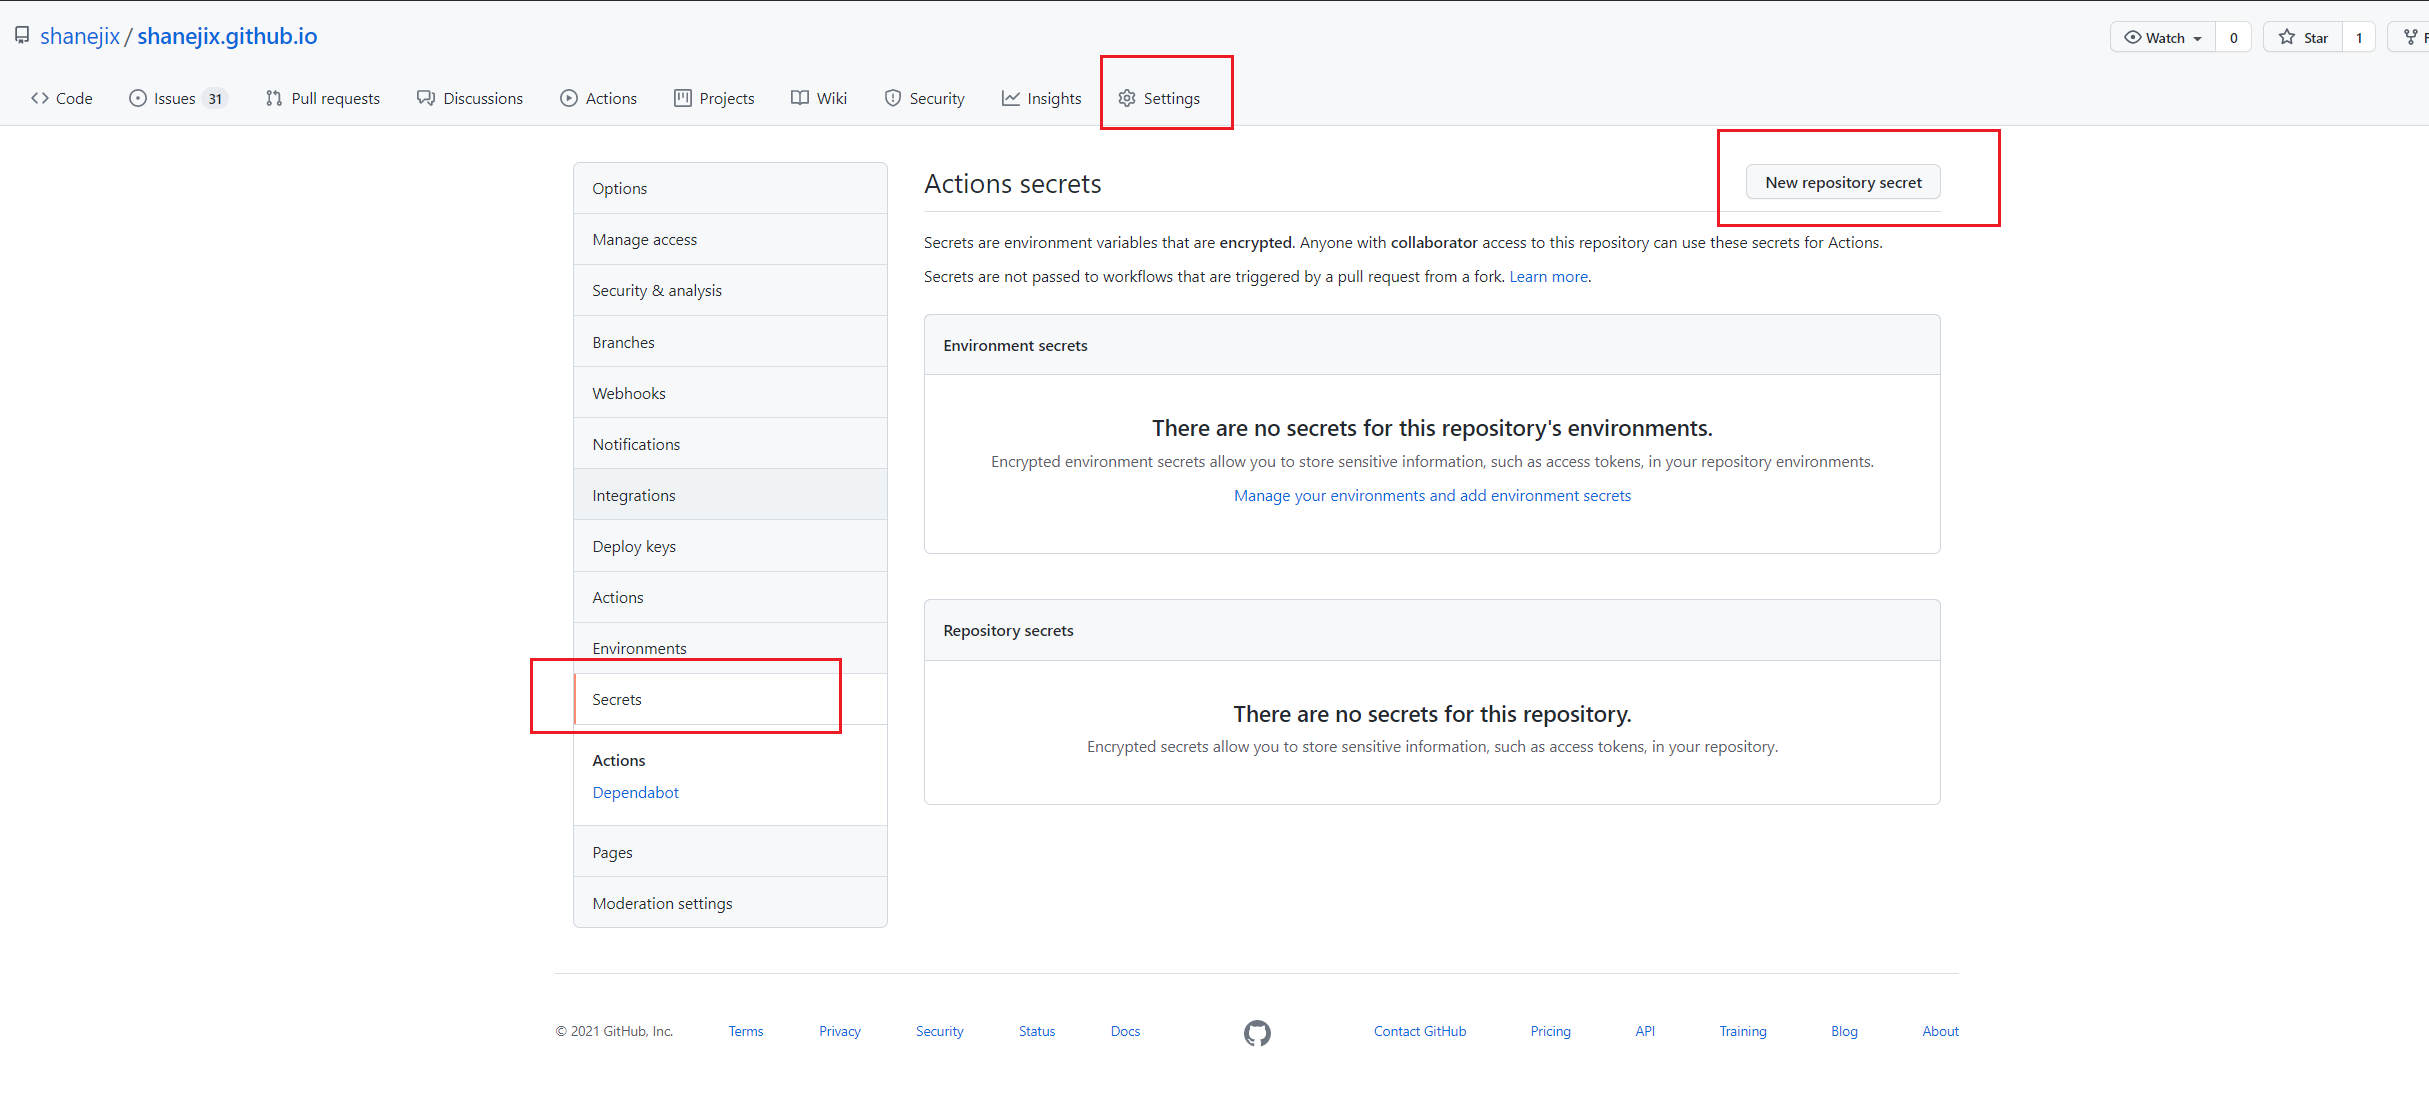 shanejix / shanejix.github.io
Watch 0 Star 1
Code Issues 31 Pull requests Discussions Actions Projects Wiki Security Insights Settings
Options
Manage access
Security & analysis
Branches
Webhooks
Notifications
Integrations
Deploy keys
Actions
Environments
Secrets
Actions
Dependabot
Pages
Moderation settings
Actions secrets
New repository secret
Secrets are environment variables that are encrypted. Anyone with collaborator access to this repository can use these secrets for Actions.
Secrets are not passed to workflows that are triggered by a pull request from a fork. Learn more.
Environment secrets
There are no secrets for this repository's environments.
Encrypted environment secrets allow you to store sensitive information, such as access tokens, in your repository environments.
Manage your environments and add environment secrets
Repository secrets
There are no secrets for this repository.
Encrypted secrets allow you to store sensitive information, such as access tokens, in your repository.
© 2021 GitHub, Inc. Terms Privacy Security Status Docs Contact GitHub Pricing API Training Blog About